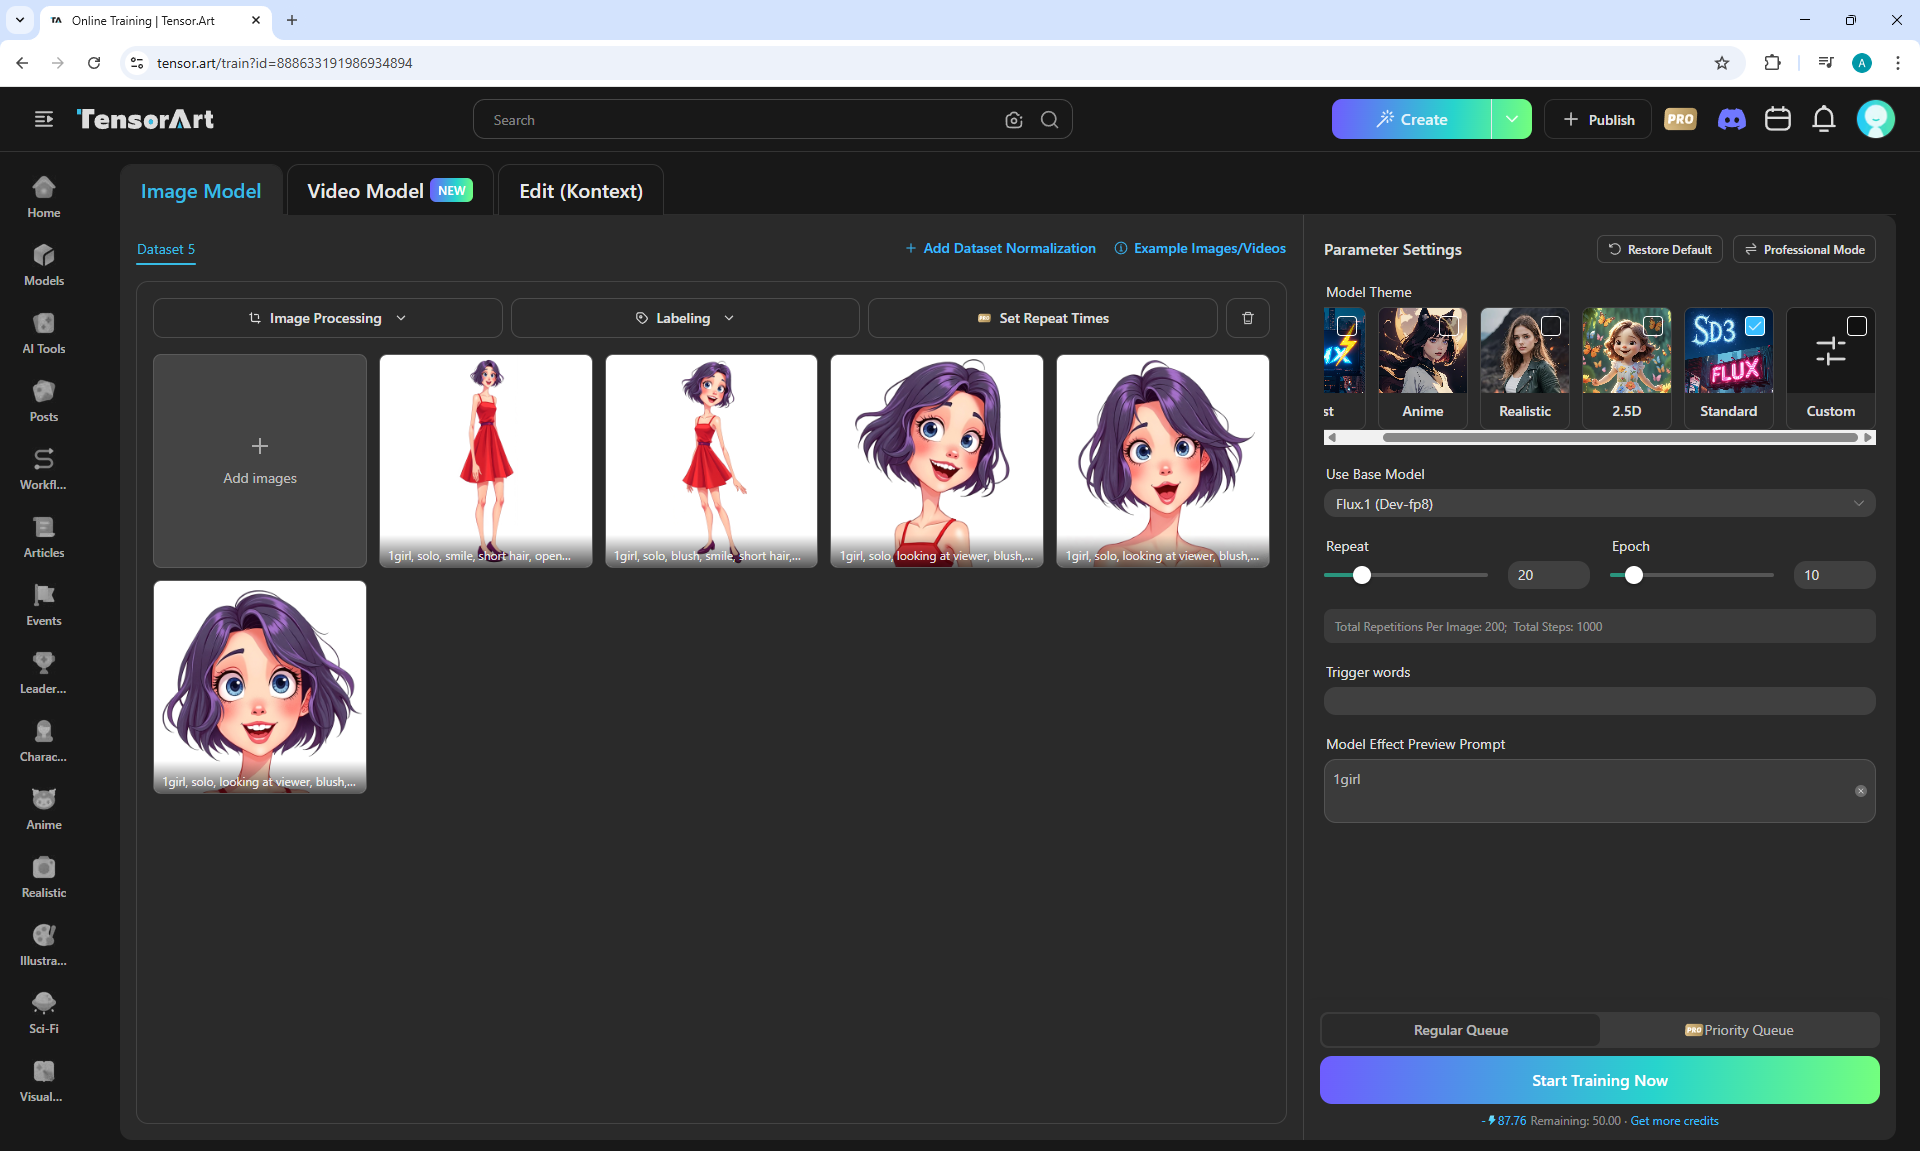 TA Online Training | Tensor.Art
tensor.art/train?id=888633191986934894
A
TensorArt
Search
Create
Publish
PRO
Home
Models
AI Tools
Posts
Workfl...
Articles
Events
Leader...
Charac...
Anime
Realistic
Illustra...
Sci-Fi
Visual...
Image Model
Video Model NEW
Edit (Kontext)
Dataset 5
Add Dataset Normalization
Example Images/Videos
Image Processing
Labeling
PRO Set Repeat Times
Add images
1girl, solo, smile, short hair, open...
1girl, solo, blush, smile, short hair,...
1girl, solo, looking at viewer, blush,...
1girl, solo, looking at viewer, blush,...
1girl, solo, looking at viewer, blush,...
Parameter Settings
Restore Default
Professional Mode
Model Theme
SD3
FLUX
st
Anime
Realistic
2.5D
Standard
Custom
Use Base Model
Flux.1 (Dev-fp8)
Repeat
Epoch
20
10
Total Repetitions Per Image: 200; Total Steps: 1000
Trigger words
Model Effect Preview Prompt
1girl
Regular Queue
PRO Priority Queue
Start Training Now
-87.76 Remaining: 50.00 · Get more credits